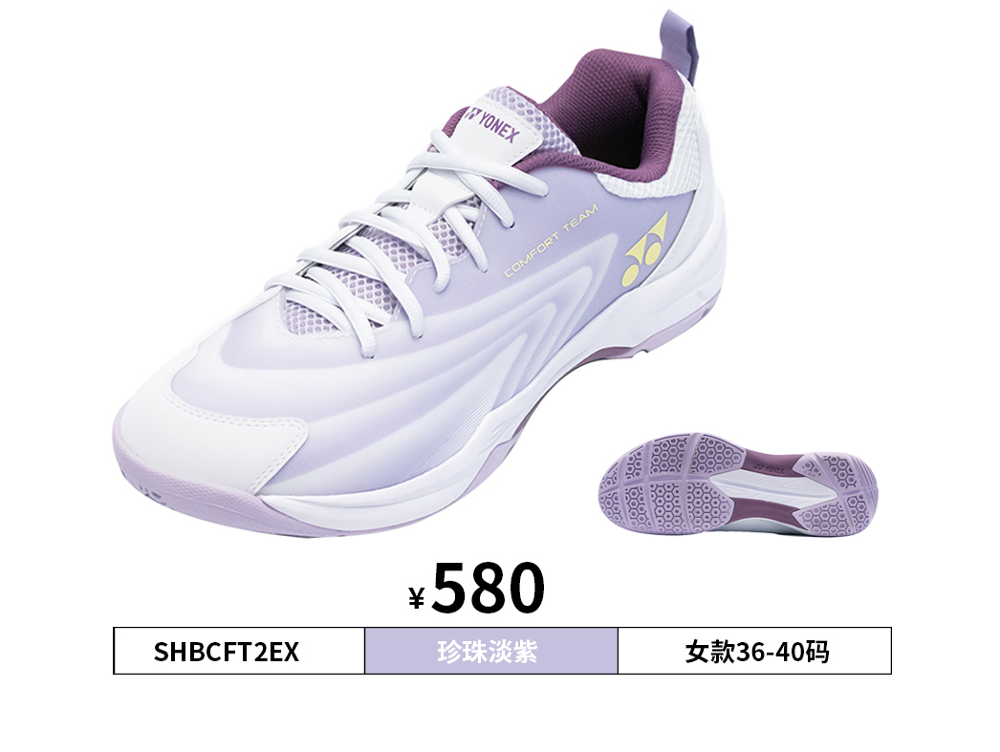 YONEX
COMFORT TEAM
YONEX
¥580
SHBCFT2EX 珍珠淡紫 女款36-40码